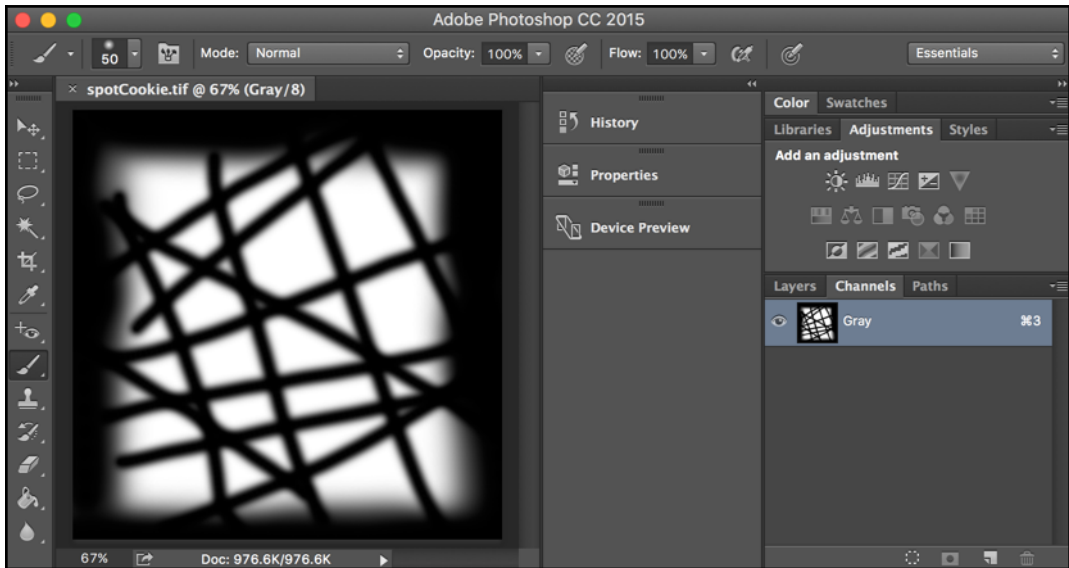 Adobe Photoshop CC 2015
50 Mode: Normal Opacity: 100% Flow: 100% Essentials
× spotCookie.tif @ 67% (Gray/8)
History
Properties
Device Preview
Color Swatches
Libraries Adjustments Styles
Add an adjustment
Layers Channels Paths
Gray ⌘3
67% Doc: 976.6K/976.6K